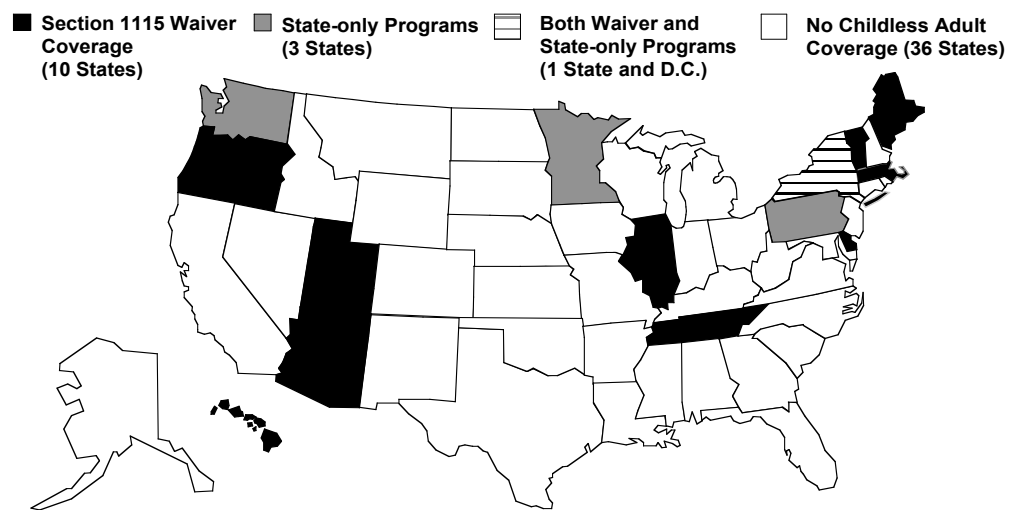 Section 1115 Waiver
Coverage
(10 States)
State-only Programs
(3 States)
Both Waiver and
State-only Programs
(1 State and D.C.)
No Childless Adult
Coverage (36 States)